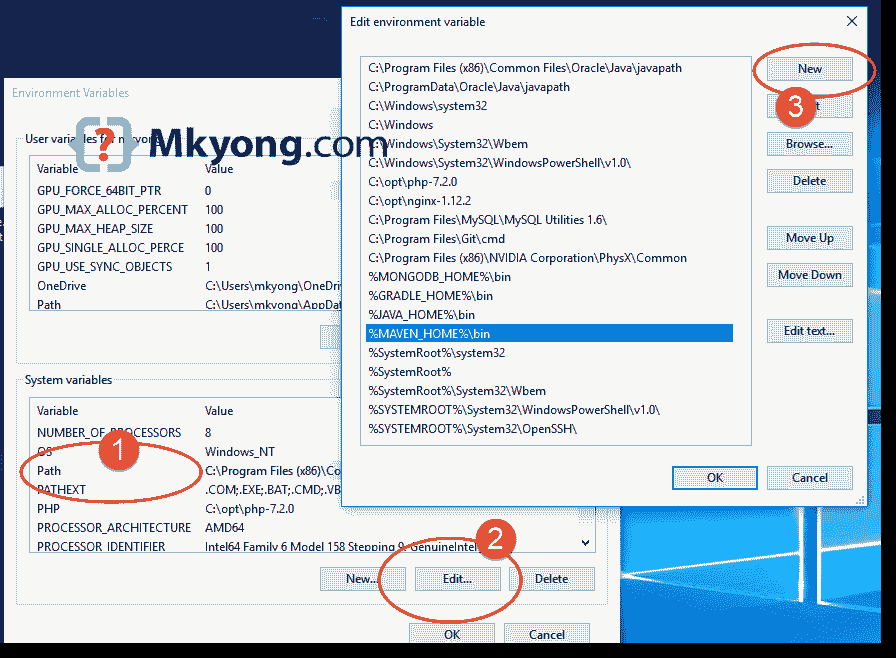 Edit environment variable
C:\Program Files (x86)\Common Files\Oracle\Java\javapath
C:\ProgramData\Oracle\Java\javapath
C:\Windows\system32
C:\Windows
C:\Windows\System32\Wbem
C:\Windows\System32\WindowsPowerShell\v1.0\
C:\opt\php-7.2.0
C:\opt\nginx-1.12.2
C:\Program Files\MySQL\MySQL Utilities 1.6\
C:\Program Files\Git\cmd
C:\Program Files (x86)\NVIDIA Corporation\PhysX\Common
%MONGODB_HOME%\bin
%GRADLE_HOME%\bin
%JAVA_HOME%\bin
%MAVEN_HOME%\bin
%SystemRoot%\system32
%SystemRoot%
%SystemRoot%\System32\Wbem
%SYSTEMROOT%\System32\WindowsPowerShell\v1.0\
%SYSTEMROOT%\System32\OpenSSH\
New
3
Browse...
Delete
Move Up
Move Down
Edit text...
OK Cancel
Environment Variables
User variables for mkyong
? Mkyong.com
Variable Value
GPU_FORCE_64BIT_PTR 0
GPU_MAX_ALLOC_PERCENT 100
GPU_MAX_HEAP_SIZE 100
GPU_SINGLE_ALLOC_PERCE 100
GPU_USE_SYNC_OBJECTS 1
OneDrive C:\Users\mkyong\OneDri
Path C:\Users\mkyong\AppDat
System variables
Variable Value
NUMBER_OF_PROCESSORS 8
1
OS Windows_NT
Path C:\Program Files (x86)\Co
PATHEXT .COM;.EXE;.BAT;.CMD;.VB
PHP C:\opt\php-7.2.0
PROCESSOR_ARCHITECTURE AMD64
PROCESSOR_IDENTIFIER Intel64 Family 6 Model 158 Stepping 9, GenuineIntel
2
New... Edit... Delete
OK Cancel